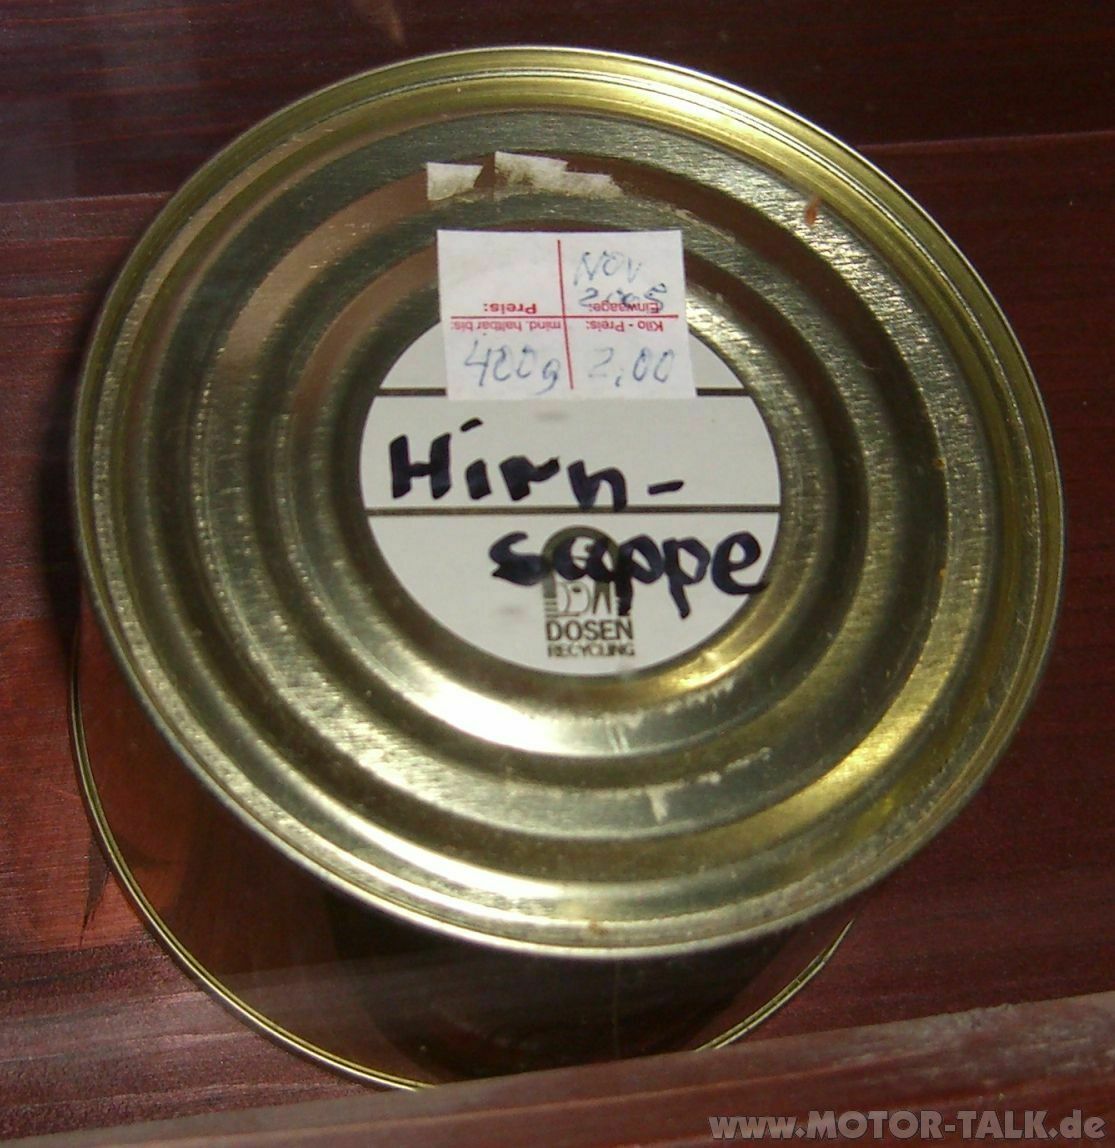 NOV
2005
Einwaage:
Preis:
Kilo - Preis:
mind. haltbar bis:
400g
2,00
Hirn-
suppe
DOSEN
RECYCLING
www.MOTOR-TALK.de